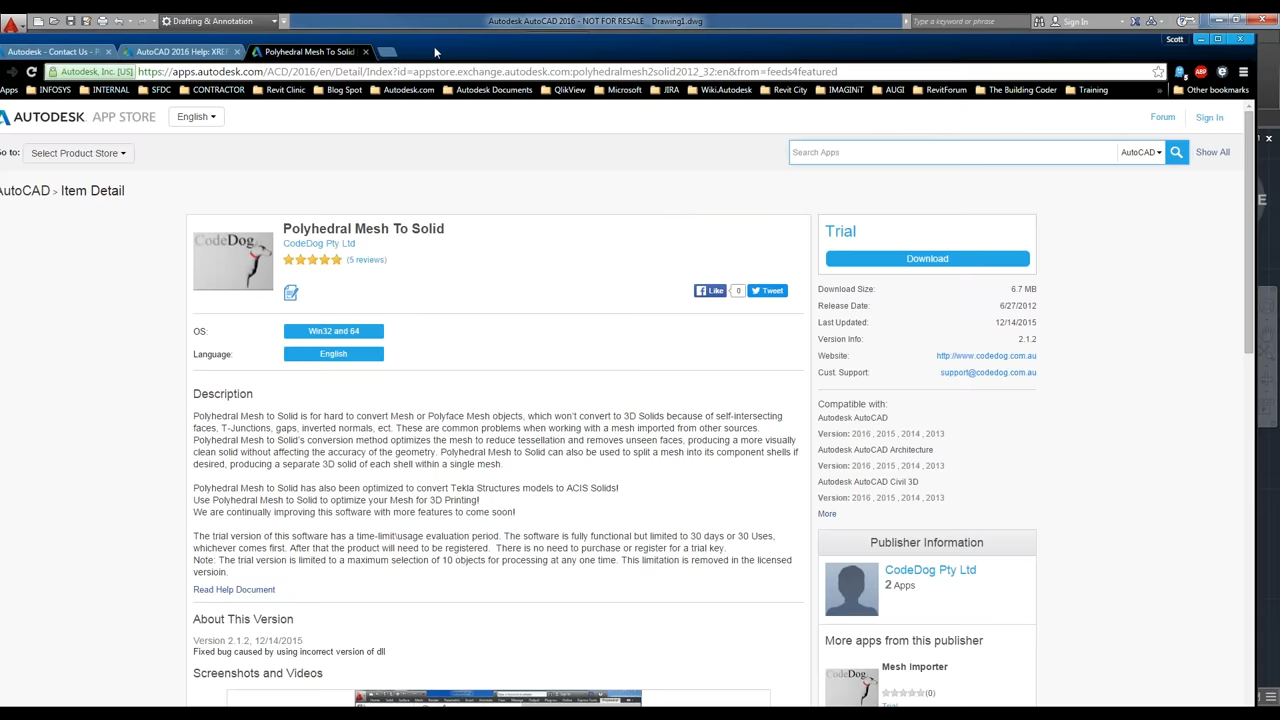 Drafting & Annotation
Autodesk AutoCAD 2016 - NOT FOR RESALE Drawing1.dwg
Type a keyword or phrase
Sign In
Scott
Autodesk - Contact Us - P
AutoCAD 2016 Help: XREF
Polyhedral Mesh To Solid
Autodesk, Inc. [US]
https://apps.autodesk.com/ACD/2016/en/Detail/Index?id=appstore.exchange.autodesk.com:polyhedralmesh2solid2012_32:en&from=feeds4featured
Apps
INFOSYS
INTERNAL
SFDC
CONTRACTOR
Revit Clinic
Blog Spot
Autodesk.com
Autodesk Documents
QlikView
Microsoft
JIRA
Wiki.Autodesk
Revit City
IMAGINiT
AUGI
RevitForum
The Building Coder
Training
»
Other bookmarks
AUTODESK APP STORE
English
Forum
Sign In
Go to:
Select Product Store
Search Apps
AutoCAD
Show All
AutoCAD > Item Detail
CodeDog
Polyhedral Mesh To Solid
CodeDog Pty Ltd
(5 reviews)
Like
0
Tweet
OS:
Win32 and 64
Language:
English
Description
Polyhedral Mesh to Solid is for hard to convert Mesh or Polyface Mesh objects, which won't convert to 3D Solids because of self-intersecting
faces, T-Junctions, gaps, inverted normals, ect. These are common problems when working with a mesh imported from other sources.
Polyhedral Mesh to Solid's conversion method optimizes the mesh to reduce tessellation and removes unseen faces, producing a more visually
clean solid without affecting the accuracy of the geometry. Polyhedral Mesh to Solid can also be used to split a mesh into its component shells if
desired, producing a separate 3D solid of each shell within a single mesh.
Polyhedral Mesh to Solid has also been optimized to convert Tekla Structures models to ACIS Solids!
Use Polyhedral Mesh to Solid to optimize your Mesh for 3D Printing!
We are continually improving this software with more features to come soon!
The trial version of this software has a time-limit\usage evaluation period. The software is fully functional but limited to 30 days or 30 Uses,
whichever comes first. After that the product will need to be registered. There is no need to purchase or register for a trial key.
Note: The trial version is limited to a maximum selection of 10 objects for processing at any one time. This limitation is removed in the licensed
versioin.
Read Help Document
About This Version
Version 2.1.2, 12/14/2015
Fixed bug caused by using incorrect version of dll
Screenshots and Videos
Trial
Download
Download Size: 6.7 MB
Release Date: 6/27/2012
Last Updated: 12/14/2015
Version Info: 2.1.2
Website: http://www.codedog.com.au
Cust. Support: support@codedog.com.au
Compatible with:
Autodesk AutoCAD
Version: 2016 , 2015 , 2014 , 2013
Autodesk AutoCAD Architecture
Version: 2016 , 2015 , 2014 , 2013
Autodesk AutoCAD Civil 3D
Version: 2016 , 2015 , 2014 , 2013
More
Publisher Information
CodeDog Pty Ltd
2 Apps
More apps from this publisher
CodeDog
Mesh importer
(0)
Trial